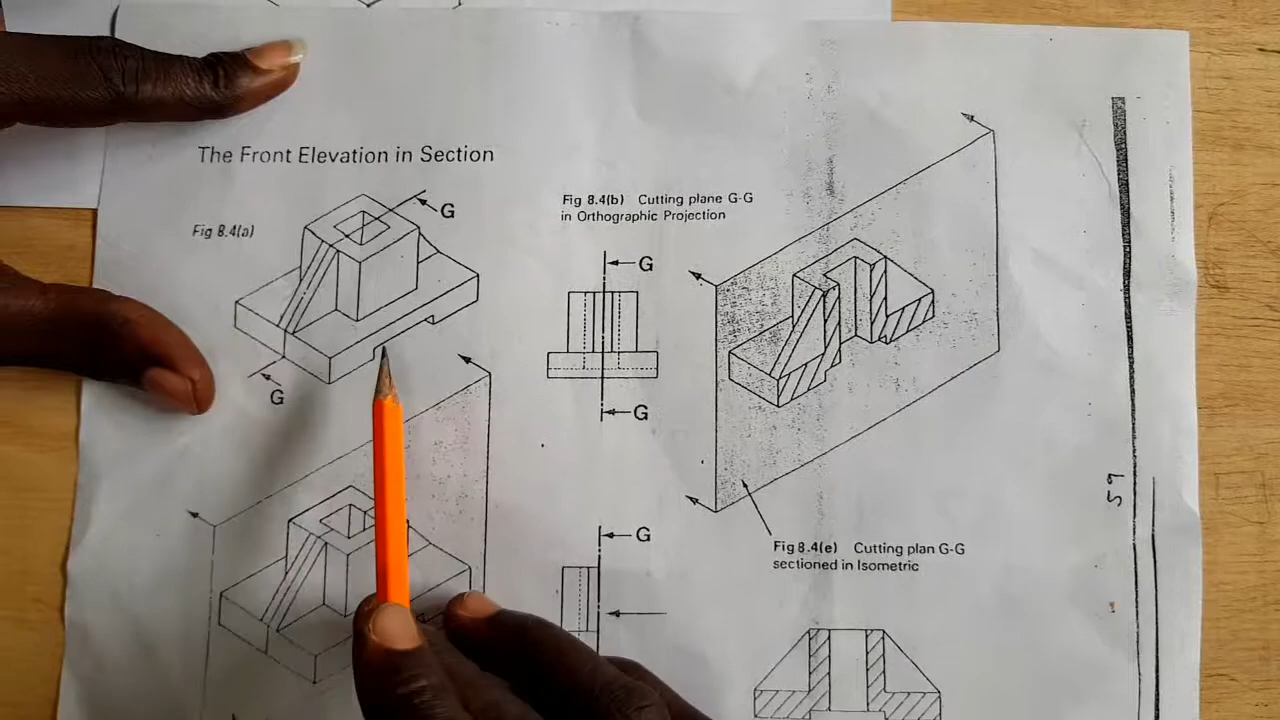 The Front Elevation in Section
Fig 8.4(a)
G
G
Fig 8.4(b) Cutting plane G-G
in Orthographic Projection
G
G
G
Fig 8.4(e) Cutting plan G-G
sectioned in Isometric
59